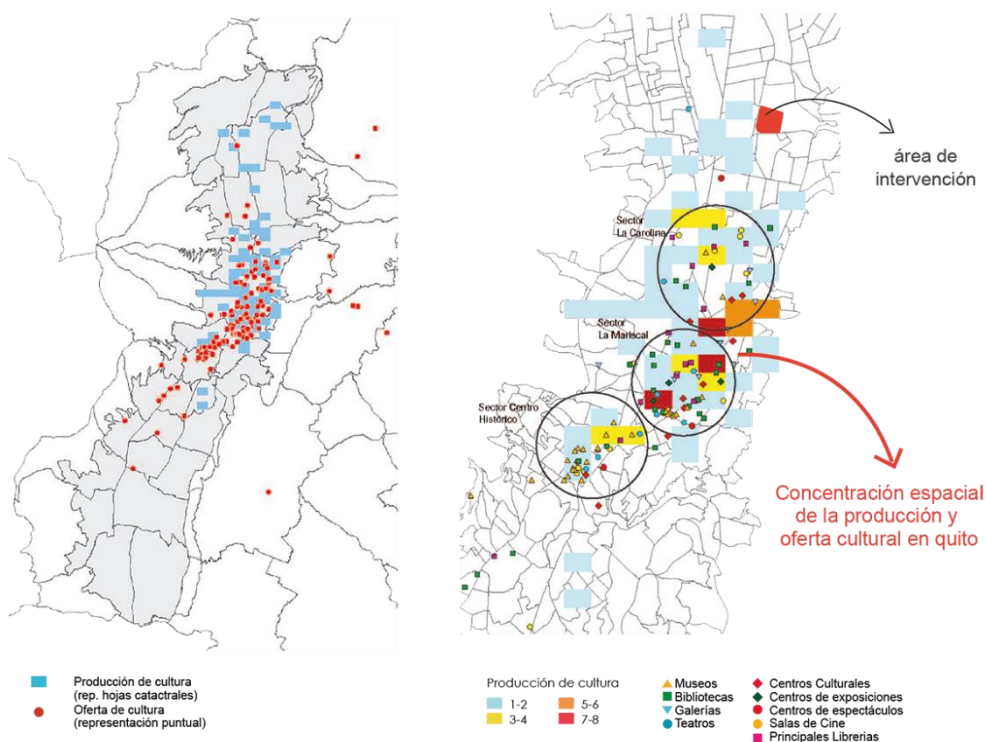 área de
intervención
Sector
La Carolina
Sector
La Mariscal
Sector Centro
Histórico
Concentración espacial
de la producción y
oferta cultural en quito
Producción de cultura
(rep. hojas catactrales)
Oferta de cultura
(representación puntual)
Producción de cultura
1-2
3-4
5-6
7-8
Museos
Bibliotecas
Galerías
Teatros
Centros Culturales
Centros de exposiciones
Centros de espectáculos
Salas de Cine
Principales Librerias